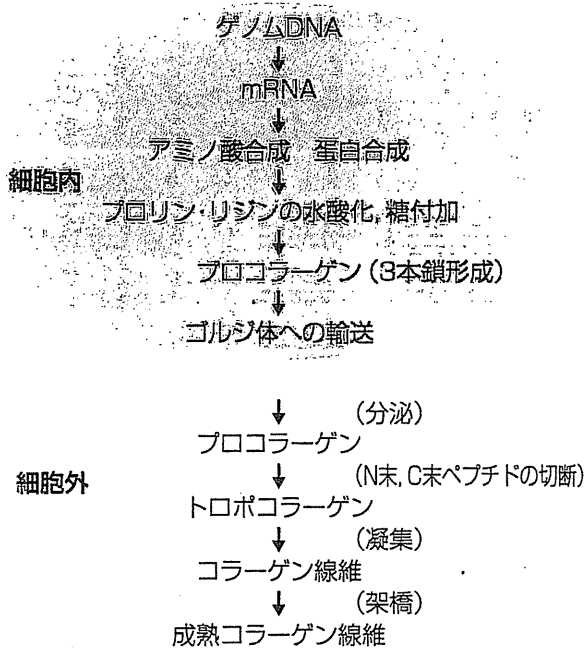 ゲノムDNA
mRNA
アミノ酸合成 蛋白合成
細胞内
プロリン・リジンの水酸化, 糖付加
プロコラーゲン (3本鎖形成)
ゴルジ体への輸送
(分泌)
プロコラーゲン
細胞外
(N末, C末ペプチドの切断)
トロポコラーゲン
(凝集)
コラーゲン線維
(架橋)
成熟コラーゲン線維